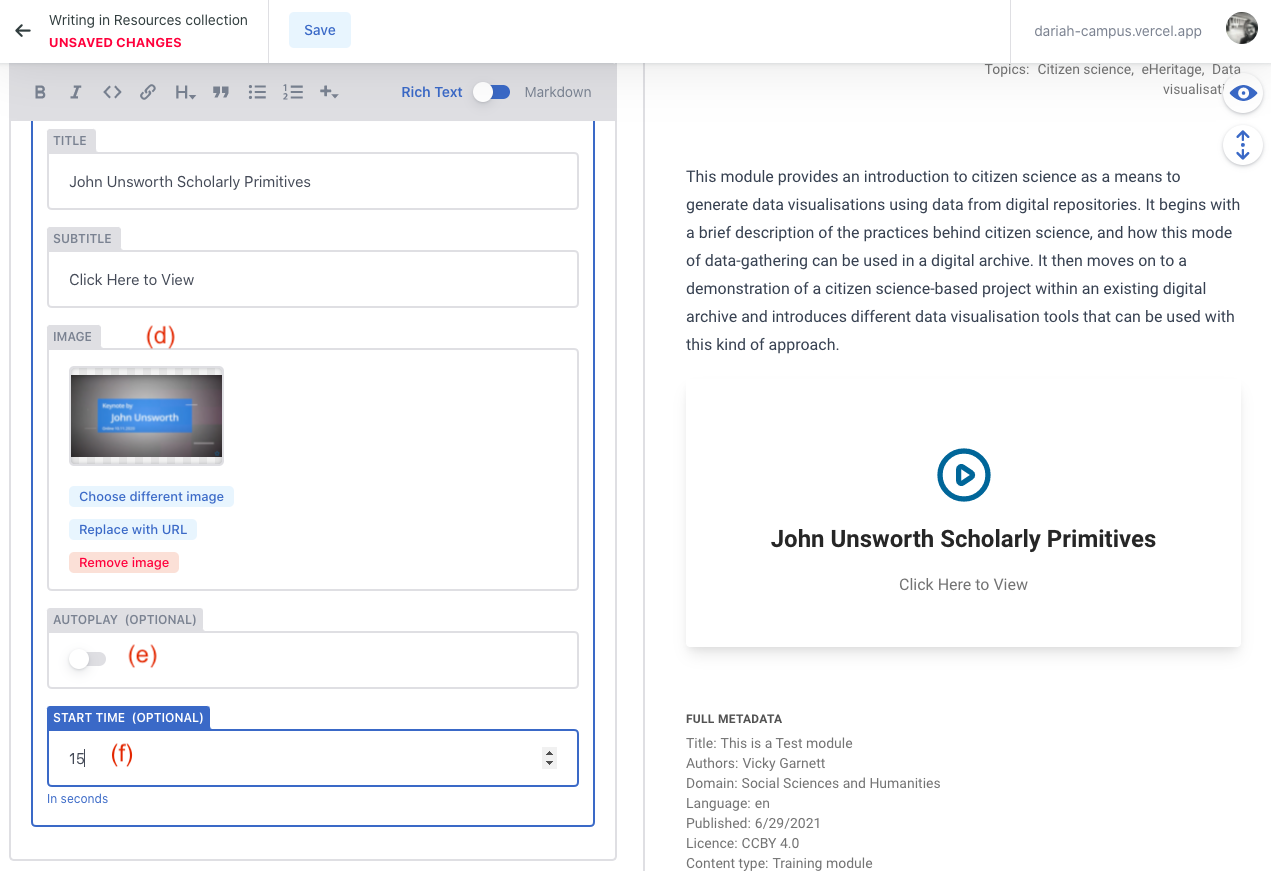 Writing in Resources collection
UNSAVED CHANGES
Save
dariah-campus.vercel.app
B I <> H
Rich Text
Markdown
TITLE
John Unsworth Scholarly Primitives
SUBTITLE
Click Here to View
IMAGE
(d)
Keynote by
John Unsworth
Choose different image
Replace with URL
Remove image
AUTOPLAY (OPTIONAL)
(e)
START TIME (OPTIONAL)
15
(f)
In seconds
Topics: Citizen science, eHeritage, Data
visualisati
This module provides an introduction to citizen science as a means to
generate data visualisations using data from digital repositories. It begins with
a brief description of the practices behind citizen science, and how this mode
of data-gathering can be used in a digital archive. It then moves on to a
demonstration of a citizen science-based project within an existing digital
archive and introduces different data visualisation tools that can be used with
this kind of approach.
John Unsworth Scholarly Primitives
Click Here to View
FULL METADATA
Title: This is a Test module
Authors: Vicky Garnett
Domain: Social Sciences and Humanities
Language: en
Published: 6/29/2021
Licence: CCBY 4.0
Content type: Training module